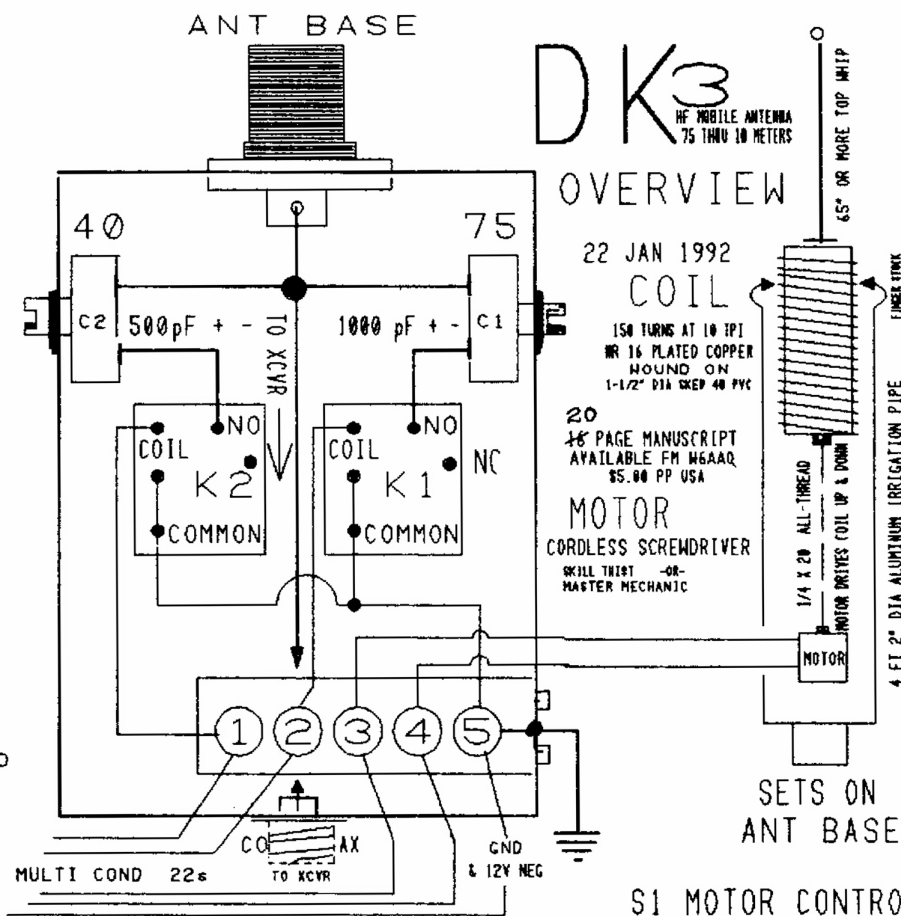 ANT BASE
DK3
HF MOBILE ANTENNA
75 THRU 10 METERS
OVERVIEW
22 JAN 1992
COIL
150 TURNS AT 10 TPI
NR 16 PLATED COPPER
WOUND ON
1-1/2" DIA SKED 40 PVC
20
16 PAGE MANUSCRIPT
AVAILABLE FM W6AAQ
$5.00 PP USA
MOTOR
CORDLESS SCREWDRIVER
SKILL TWIST -OR-
MASTER MECHANIC
65" OR MORE TOP WHIP
FINGER STOCK
4 FT 2" DIA ALUMINUM IRRIGATION PIPE
1/4 X 20 ALL-THREAD
MOTOR DRIVES COIL UP & DOWN
MOTOR
SETS ON
ANT BASE
40
75
C2
500pF + -
TO XCVR
1000 pF + -
C1
NO
COIL
K2
COMMON
NO
COIL
K1
NC
COMMON
1
2
3
4
5
COAX
TO XCVR
GND
& 12V NEG
MULTI COND 22s
S1 MOTOR CONTRO